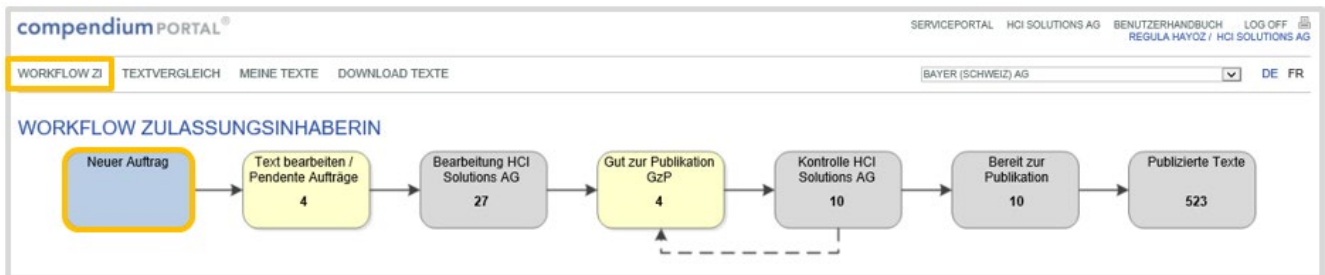 compendium PORTAL®
SERVICEPORTAL HCI SOLUTIONS AG BENUTZERHANDBUCH LOG OFF
REGULA HAYOZ / HCI SOLUTIONS AG
WORKFLOW ZI TEXTVERGLEICH MEINE TEXTE DOWNLOAD TEXTE
BAYER (SCHWEIZ) AG
DE FR
WORKFLOW ZULASSUNGSINHABERIN
Neuer Auftrag
Text bearbeiten /
Pendente Aufträge
4
Bearbeitung HCI
Solutions AG
27
Gut zur Publikation
GzP
4
Kontrolle HCI
Solutions AG
10
Bereit zur
Publikation
10
Publizierte Texte
523